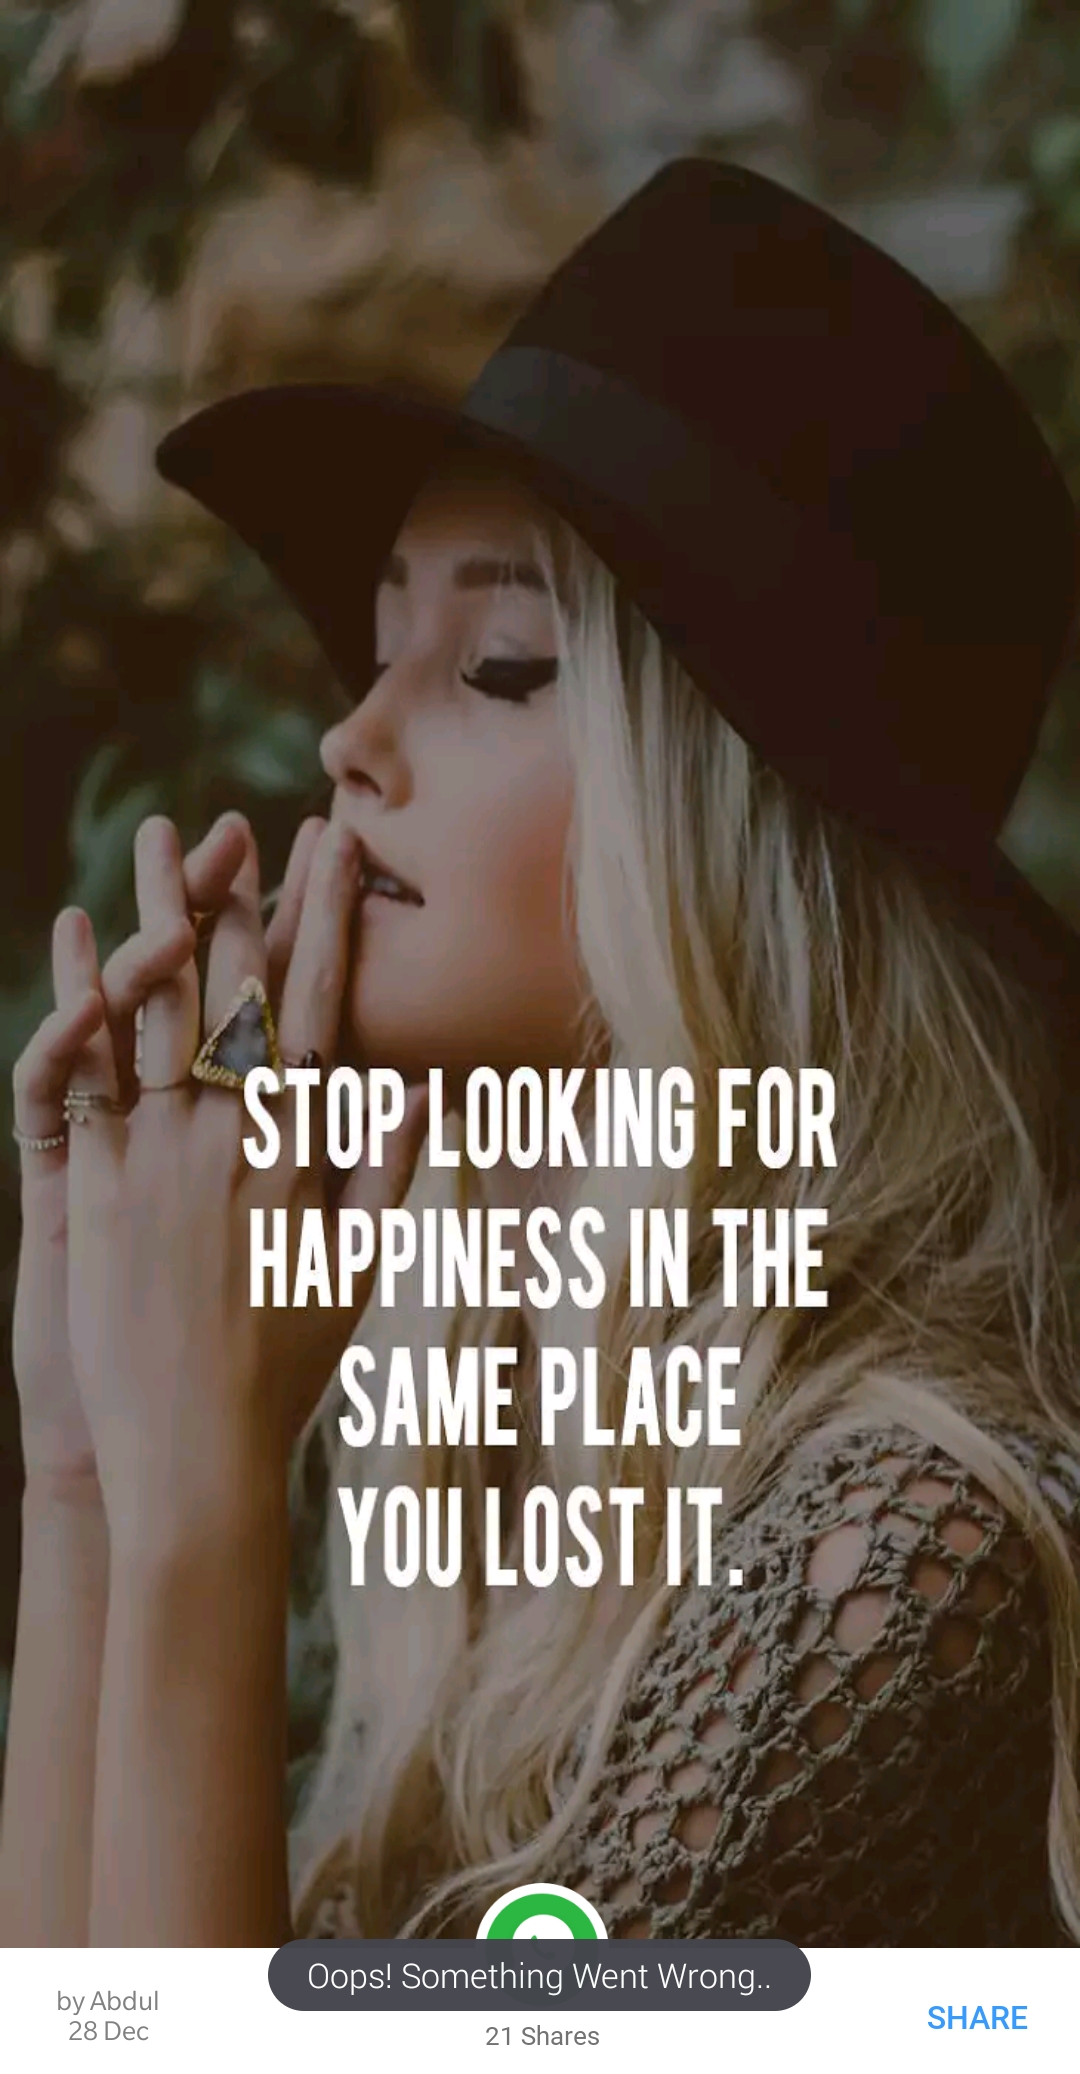 STOP LOOKING FOR
HAPPINESS IN THE
SAME PLACE
YOU LOST IT.
Oops! Something Went Wrong..
by Abdul
28 Dec
21 Shares
SHARE